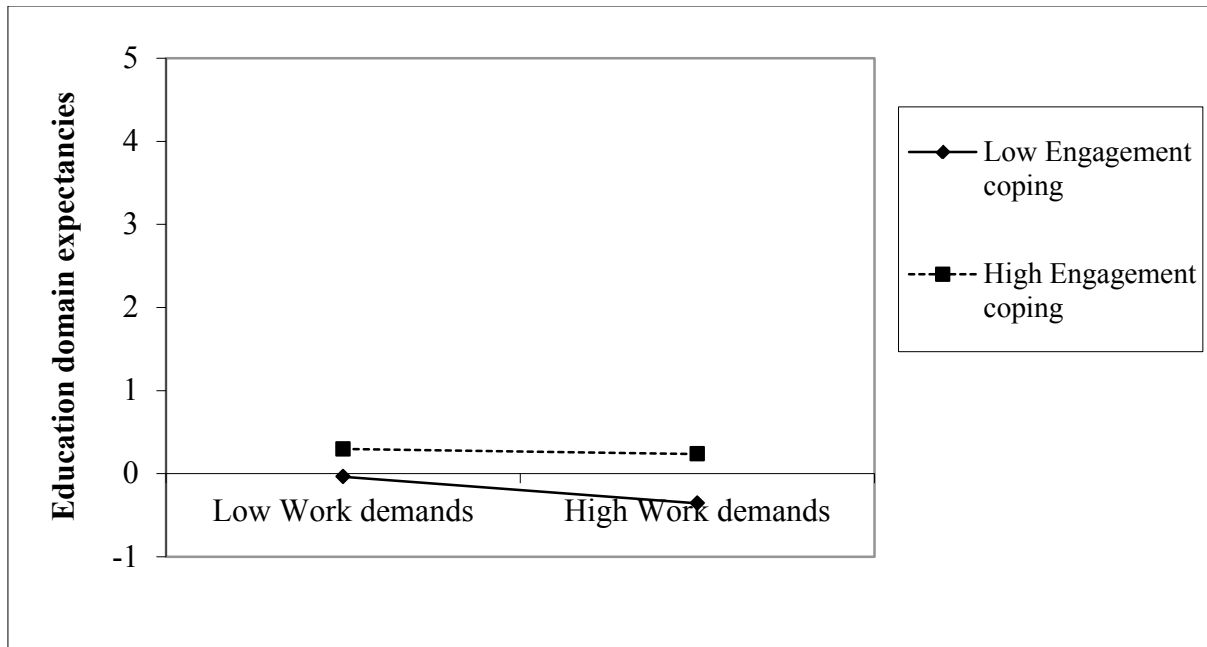 Education domain expectancies
5
4
3
2
1
0
-1
Low Work demands
High Work demands
Low Engagement
coping
High Engagement
coping